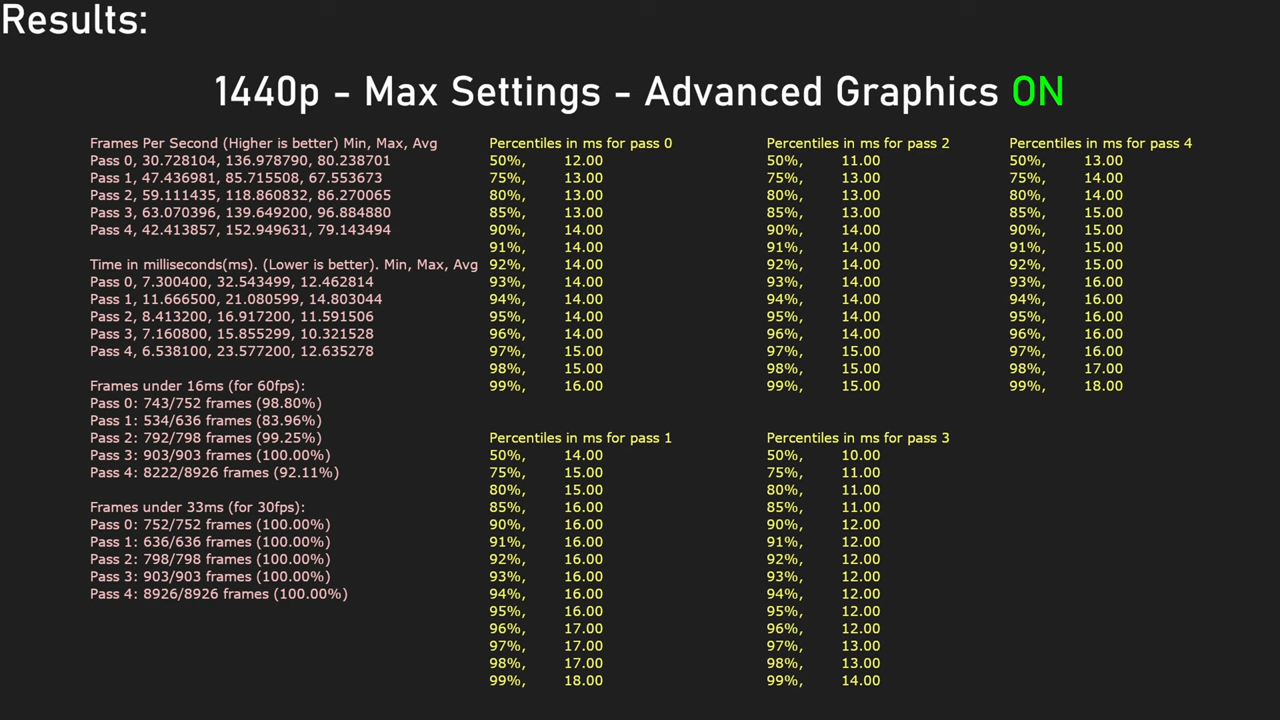 Results:
1440p - Max Settings - Advanced Graphics ON
Frames Per Second (Higher is better) Min, Max, Avg
Pass 0, 30.728104, 136.978790, 80.238701
Pass 1, 47.436981, 85.715508, 67.553673
Pass 2, 59.111435, 118.860832, 86.270065
Pass 3, 63.070396, 139.649200, 96.884880
Pass 4, 42.413857, 152.949631, 79.143494
Time in milliseconds(ms). (Lower is better). Min, Max, Avg
Pass 0, 7.300400, 32.543499, 12.462814
Pass 1, 11.666500, 21.080599, 14.803044
Pass 2, 8.413200, 16.917200, 11.591506
Pass 3, 7.160800, 15.855299, 10.321528
Pass 4, 6.538100, 23.577200, 12.635278
Frames under 16ms (for 60fps):
Pass 0: 743/752 frames (98.80%)
Pass 1: 534/636 frames (83.96%)
Pass 2: 792/798 frames (99.25%)
Pass 3: 903/903 frames (100.00%)
Pass 4: 8222/8926 frames (92.11%)
Frames under 33ms (for 30fps):
Pass 0: 752/752 frames (100.00%)
Pass 1: 636/636 frames (100.00%)
Pass 2: 798/798 frames (100.00%)
Pass 3: 903/903 frames (100.00%)
Pass 4: 8926/8926 frames (100.00%)
Percentiles in ms for pass 0
50%, 12.00
75%, 13.00
80%, 13.00
85%, 13.00
90%, 14.00
91%, 14.00
92%, 14.00
93%, 14.00
94%, 14.00
95%, 14.00
96%, 14.00
97%, 15.00
98%, 15.00
99%, 16.00
Percentiles in ms for pass 1
50%, 14.00
75%, 15.00
80%, 15.00
85%, 16.00
90%, 16.00
91%, 16.00
92%, 16.00
93%, 16.00
94%, 16.00
95%, 16.00
96%, 17.00
97%, 17.00
98%, 17.00
99%, 18.00
Percentiles in ms for pass 2
50%, 11.00
75%, 13.00
80%, 13.00
85%, 13.00
90%, 14.00
91%, 14.00
92%, 14.00
93%, 14.00
94%, 14.00
95%, 14.00
96%, 14.00
97%, 15.00
98%, 15.00
99%, 15.00
Percentiles in ms for pass 3
50%, 10.00
75%, 11.00
80%, 11.00
85%, 11.00
90%, 12.00
91%, 12.00
92%, 12.00
93%, 12.00
94%, 12.00
95%, 12.00
96%, 12.00
97%, 13.00
98%, 13.00
99%, 14.00
Percentiles in ms for pass 4
50%, 13.00
75%, 14.00
80%, 14.00
85%, 15.00
90%, 15.00
91%, 15.00
92%, 15.00
93%, 16.00
94%, 16.00
95%, 16.00
96%, 16.00
97%, 16.00
98%, 17.00
99%, 18.00